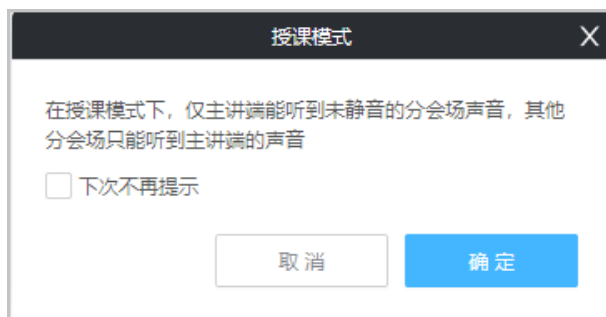 授课模式
在授课模式下，仅主讲端能听到未静音的分会场声音，其他
分会场只能听到主讲端的声音
下次不再提示
取消
确定